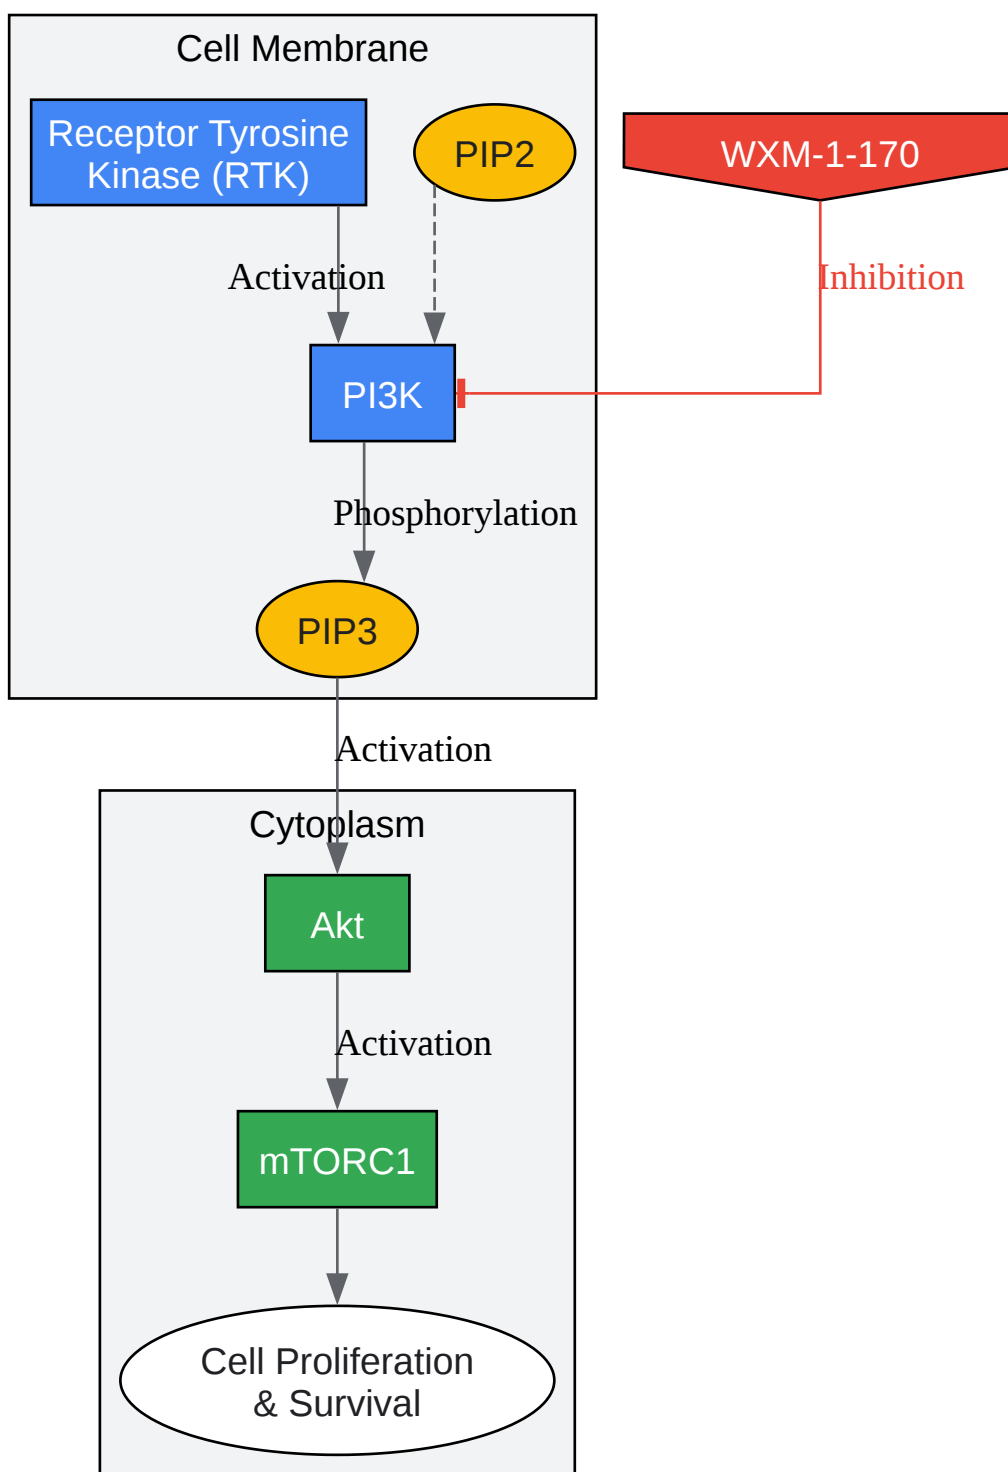 Cell Membrane
Receptor Tyrosine
Kinase (RTK)
PIP2
WXM-1-170
Activation
Inhibition
PI3K
Phosphorylation
PIP3
Activation
Cytoplasm
Akt
Activation
mTORC1
Cell Proliferation
& Survival